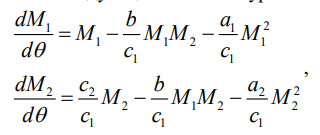 dM₁/dθ = M₁ − b/c₁ M₁M₂ − a₁/c₁ M₁²
dM₂/dθ = c₂/c₁ M₂ − b/c₁ M₁M₂ − a₂/c₁ M₂²,